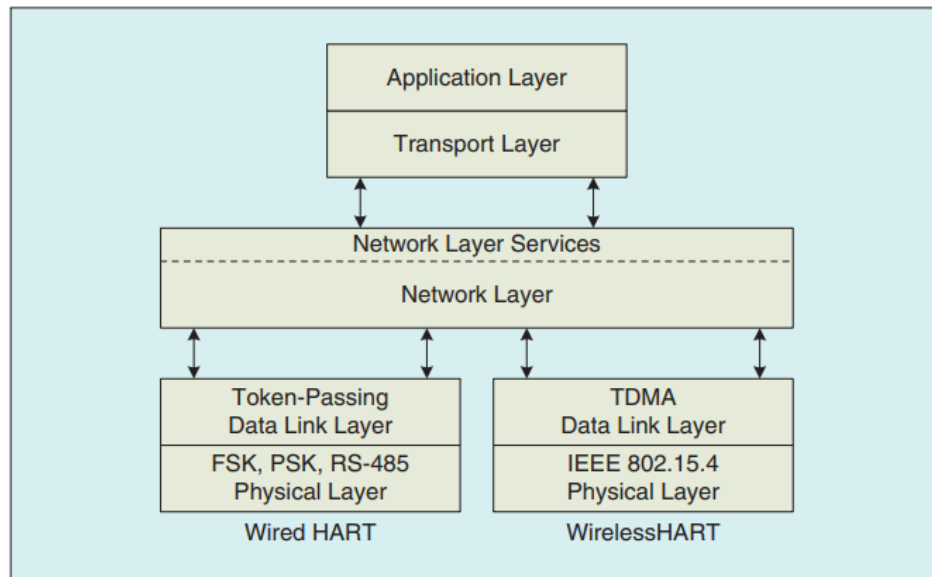 Application Layer
Transport Layer
Network Layer Services
Network Layer
Token-Passing
Data Link Layer
FSK, PSK, RS-485
Physical Layer
Wired HART
TDMA
Data Link Layer
IEEE 802.15.4
Physical Layer
WirelessHART